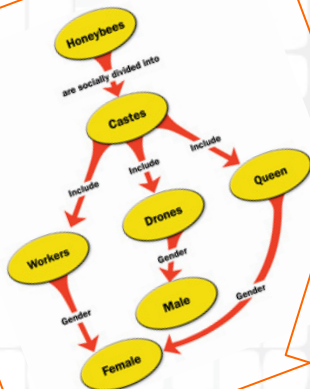 Honeybees
are socially divided into
Castes
Include
Include
Include
Workers
Drones
Queen
Gender
Gender
Gender
Male
Female